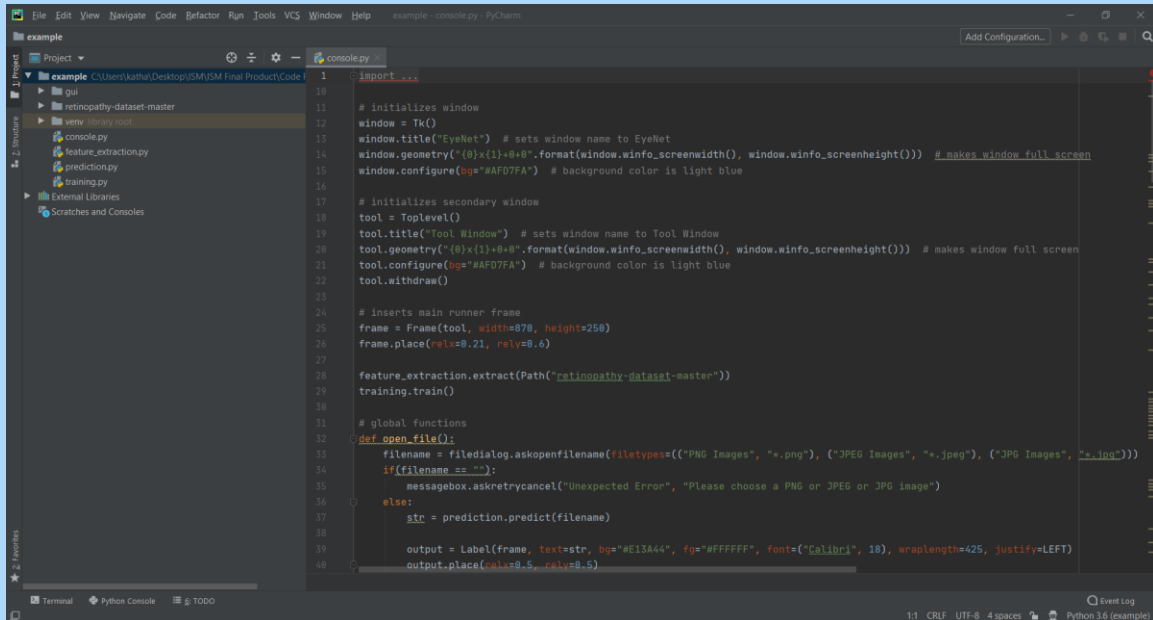 File Edit View Navigate Code Refactor Run Tools VCS Window Help example - console.py - PyCharm
example
Add Configuration...
1: Project
Project
console.py
example C:\Users\katha\Desktop\ISM\ISM Final Product\Code
gui
retinopathy-dataset-master
venv library root
console.py
feature_extraction.py
prediction.py
training.py
External Libraries
Scratches and Consoles
Z: Structure
2: Favorites
1 import ...
10
11 # initializes window
12 window = Tk()
13 window.title("EyeNet") # sets window name to EyeNet
14 window.geometry("{0}x{1}+0+0".format(window.winfo_screenwidth(), window.winfo_screenheight())) # makes window full screen
15 window.configure(bg="#AFD7FA") # background color is light blue
16
17 # initializes secondary window
18 tool = Toplevel()
19 tool.title("Tool Window") # sets window name to Tool Window
20 tool.geometry("{0}x{1}+0+0".format(window.winfo_screenwidth(), window.winfo_screenheight())) # makes window full screen
21 tool.configure(bg="#AFD7FA") # background color is light blue
22 tool.withdraw()
23
24 # inserts main runner frame
25 frame = Frame(tool, width=870, height=250)
26 frame.place(relx=0.21, rely=0.6)
27
28 feature_extraction.extract(Path("retinopathy-dataset-master"))
29 training.train()
30
31 # global functions
32 def open_file():
33 filename = filedialog.askopenfilename(filetypes=(("PNG Images", "*.png"), ("JPEG Images", "*.jpeg"), ("JPG Images", "*.jpg")))
34 if(filename == ""):
35 messagebox.askretrycancel("Unexpected Error", "Please choose a PNG or JPEG or JPG image")
36 else:
37 str = prediction.predict(filename)
38
39 output = Label(frame, text=str, bg="#E13A44", fg="#FFFFFF", font=("Calibri", 18), wraplength=425, justify=LEFT)
40 output.place(relx=0.5, rely=0.5)
Terminal Python Console 6: TODO Event Log
1:1 CRLF UTF-8 4 spaces Python 3.6 (example)